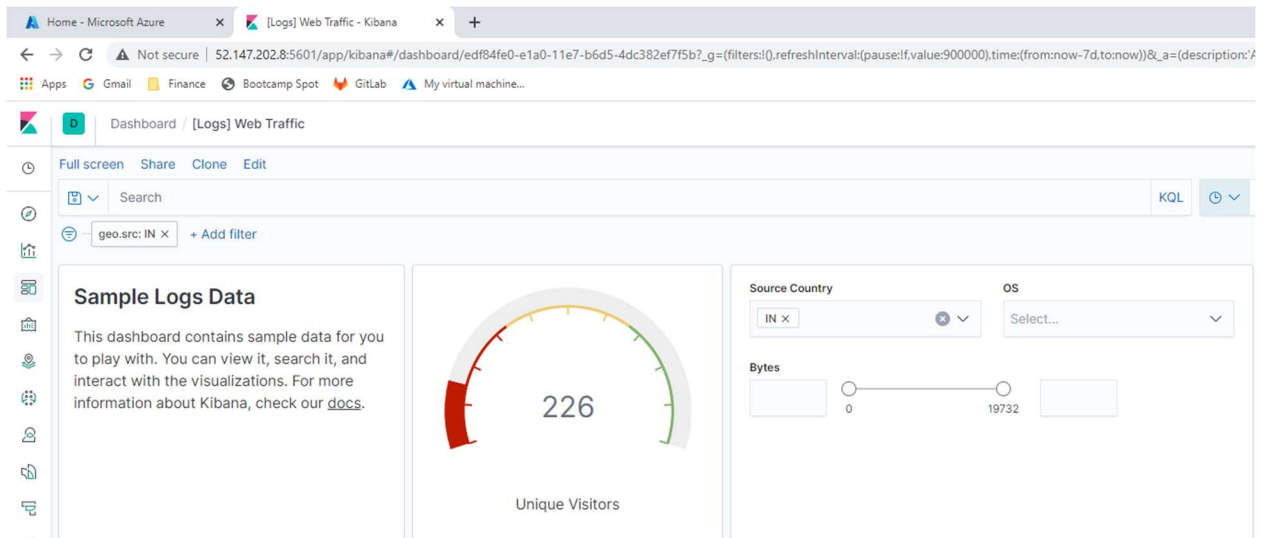 Home - Microsoft Azure
[Logs] Web Traffic - Kibana
Not secure | 52.147.202.8:5601/app/kibana#/dashboard/edf84fe0-e1a0-11e7-b6d5-4dc382ef7f5b?_g=(filters:!(),refreshInterval:(pause:!f,value:900000),time:(from:now-7d,to:now))&_a=(description:'A
Apps Gmail Finance Bootcamp Spot GitLab My virtual machine...
D Dashboard / [Logs] Web Traffic
Full screen Share Clone Edit
Search KQL
geo.src: IN × + Add filter
Sample Logs Data
This dashboard contains sample data for you
to play with. You can view it, search it, and
interact with the visualizations. For more
information about Kibana, check our docs.
226
Unique Visitors
Source Country OS
IN × Select...
Bytes
0 19732